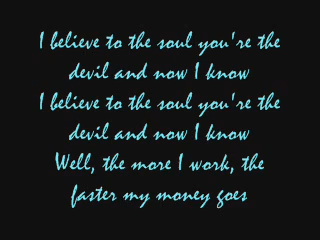 I believe to the soul you're the
devil and now I know
I believe to the soul you're the
devil and now I know
Well, the more I work, the
faster my money goes